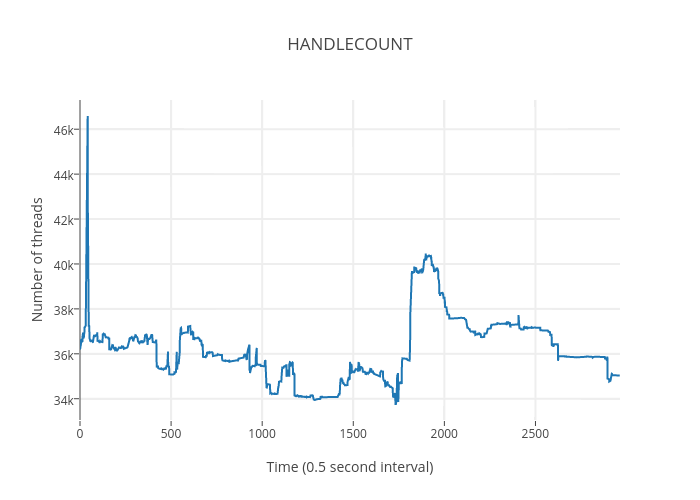 HANDLECOUNT
46k
44k
42k
40k
38k
36k
34k
Number of threads
0 500 1000 1500 2000 2500
Time (0.5 second interval)